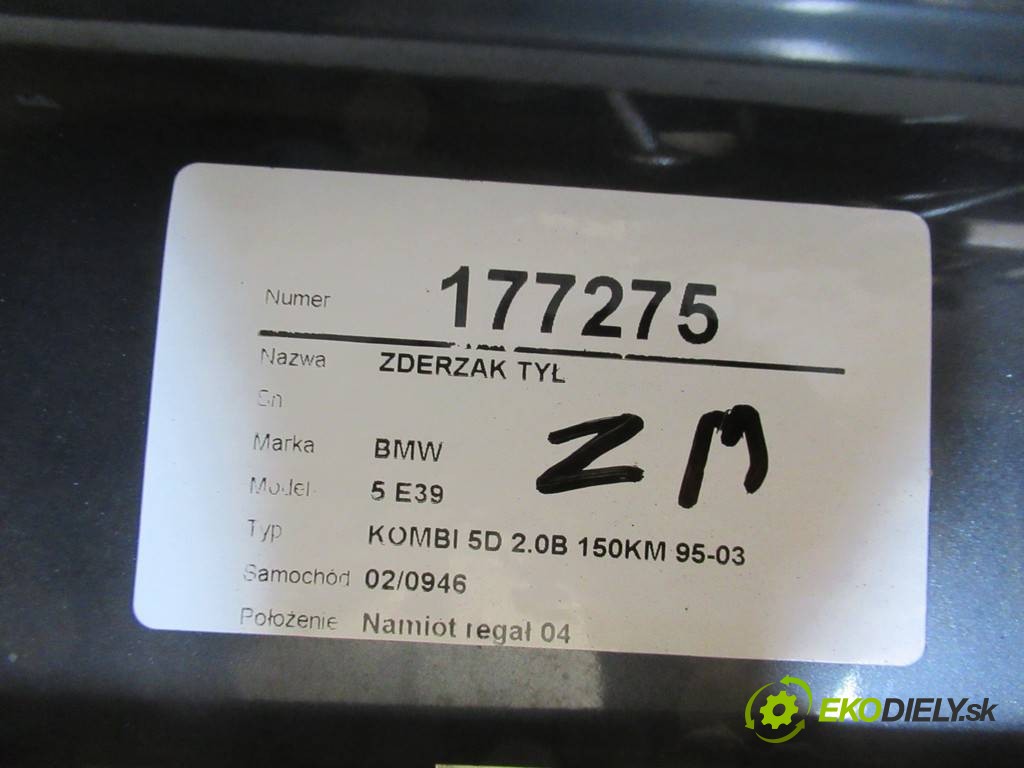 Numer 177275
Nazwa ZDERZAK TYŁ
Sn
ZM
Marka BMW
Model 5 E39
Typ KOMBI 5D 2.0B 150KM 95-03
Samochód 02/0946
Położenie Namiot regał 04
EKODIELY.sk